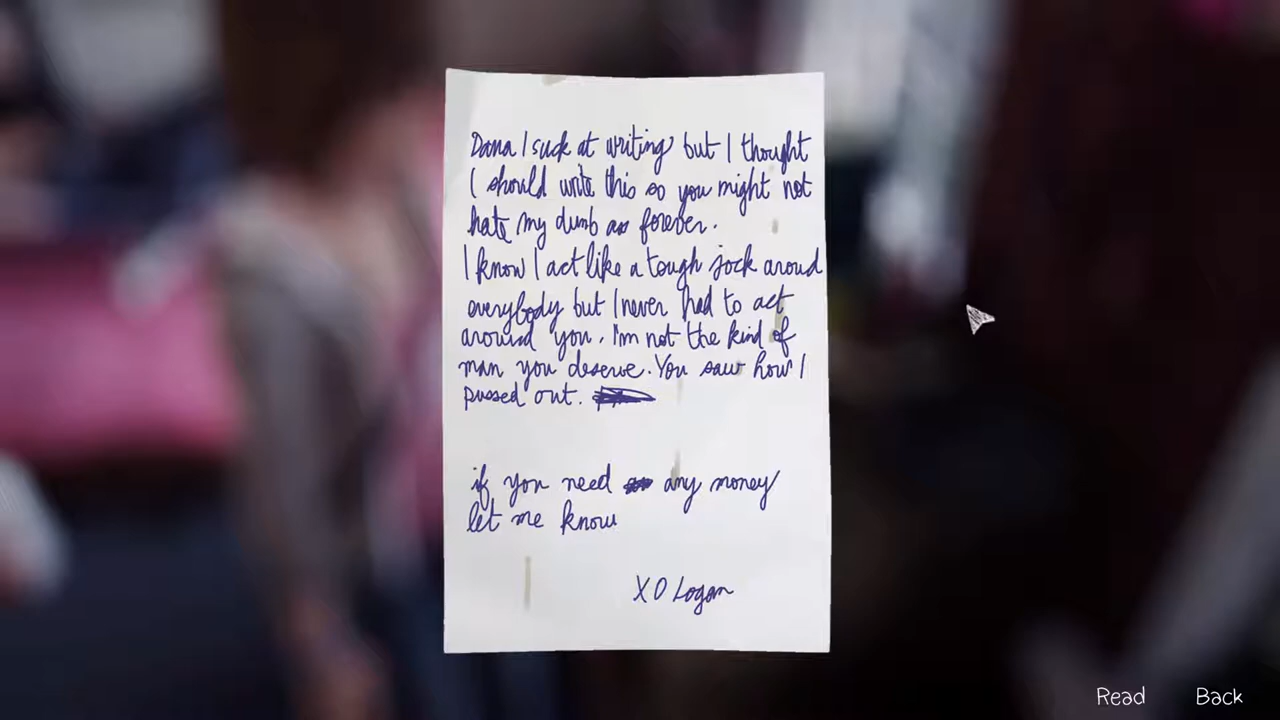 Dana I suck at writing but I thought
I should write this so you might not
hate my dumb ass forever.
I know I act like a tough jock aroud
everybody but I never had to act
around you. I'm not the kind of
man you deserve. You saw how I
pussed out.
if you need any money
let me know
XO Logan
Read Back